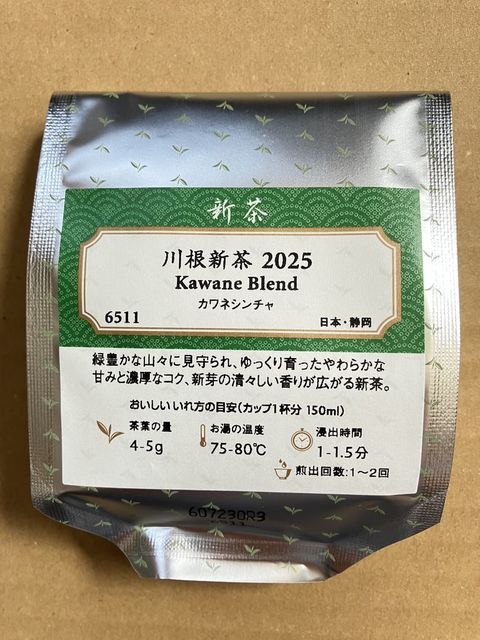 新茶
川根新茶 2025
Kawane Blend
カワネシンチャ
6511
日本・静岡
緑豊かな山々に見守られ、ゆっくり育ったやわらかな
甘みと濃厚なコク、新芽の清々しい香りが広がる新茶。
おいしいいれ方の目安(カップ1杯分 150ml)
茶葉の量
4-5g
お湯の温度
75-80℃
浸出時間
1-1.5分
煎出回数:1〜2回
607230R3
6511